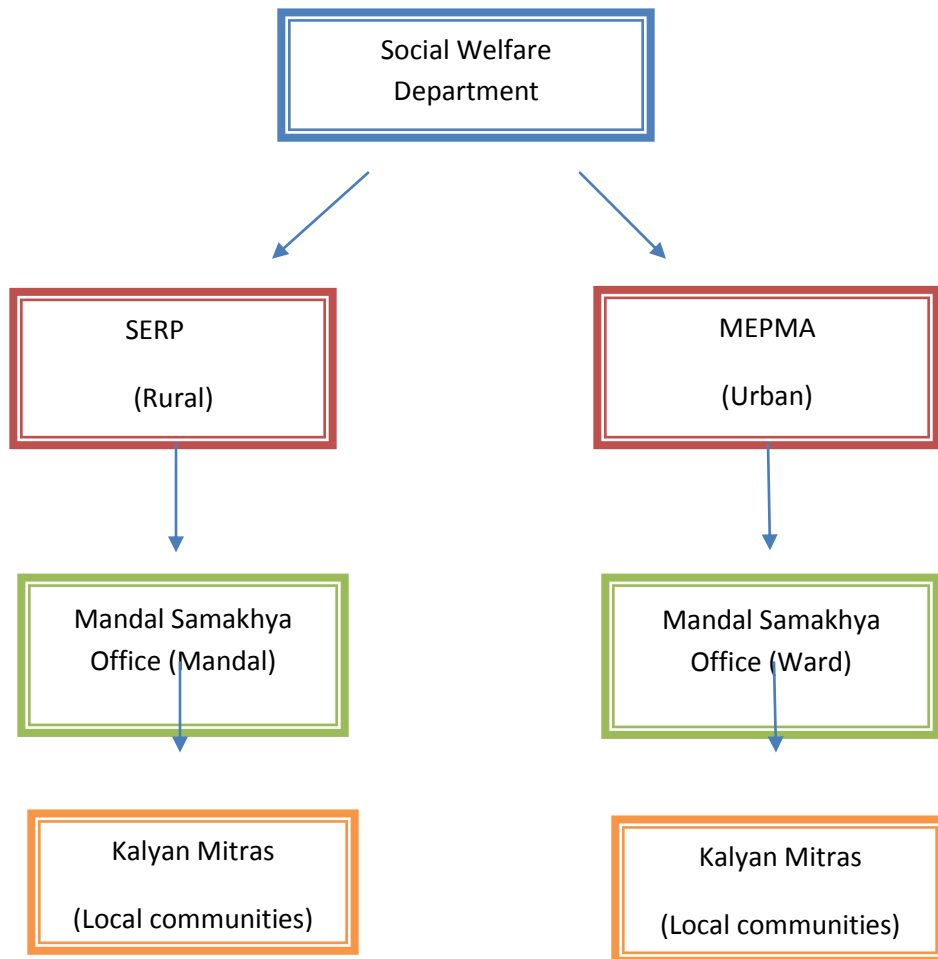 Social Welfare
Department
SERP
(Rural)
MEPMA
(Urban)
Mandal Samakhya
Office (Mandal)
Mandal Samakhya
Office (Ward)
Kalyan Mitras
(Local communities)
Kalyan Mitras
(Local communities)